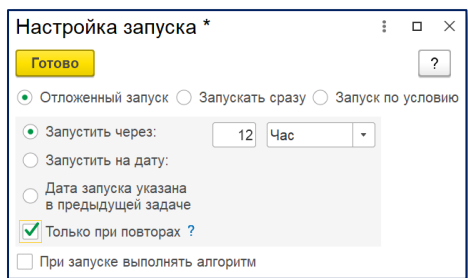 Настройка запуска *
Готово
?
Отложенный запуск Запускать сразу Запуск по условию
Запустить через: 12 Час
Запустить на дату:
Дата запуска указана
в предыдущей задаче
Только при повторах ?
При запуске выполнять алгоритм